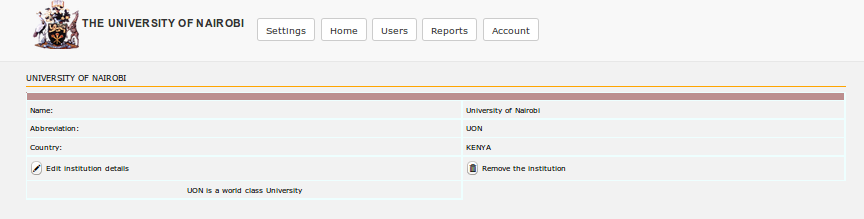 THE UNIVERSITY OF NAIROBI
Settings Home Users Reports Account
UNIVERSITY OF NAIROBI
Name: University of Nairobi
Abbreviation: UON
Country: KENYA
Edit institution details Remove the institution
UON is a world class University